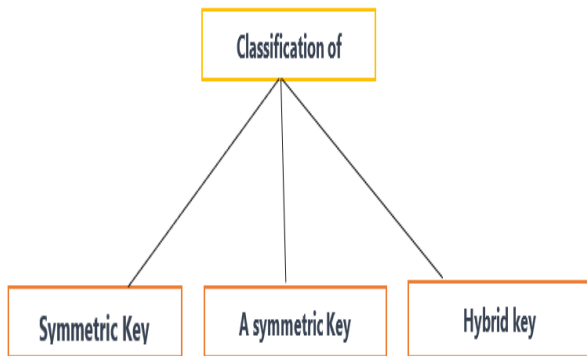 Classification of
Symmetric Key
A symmetric Key
Hybrid key